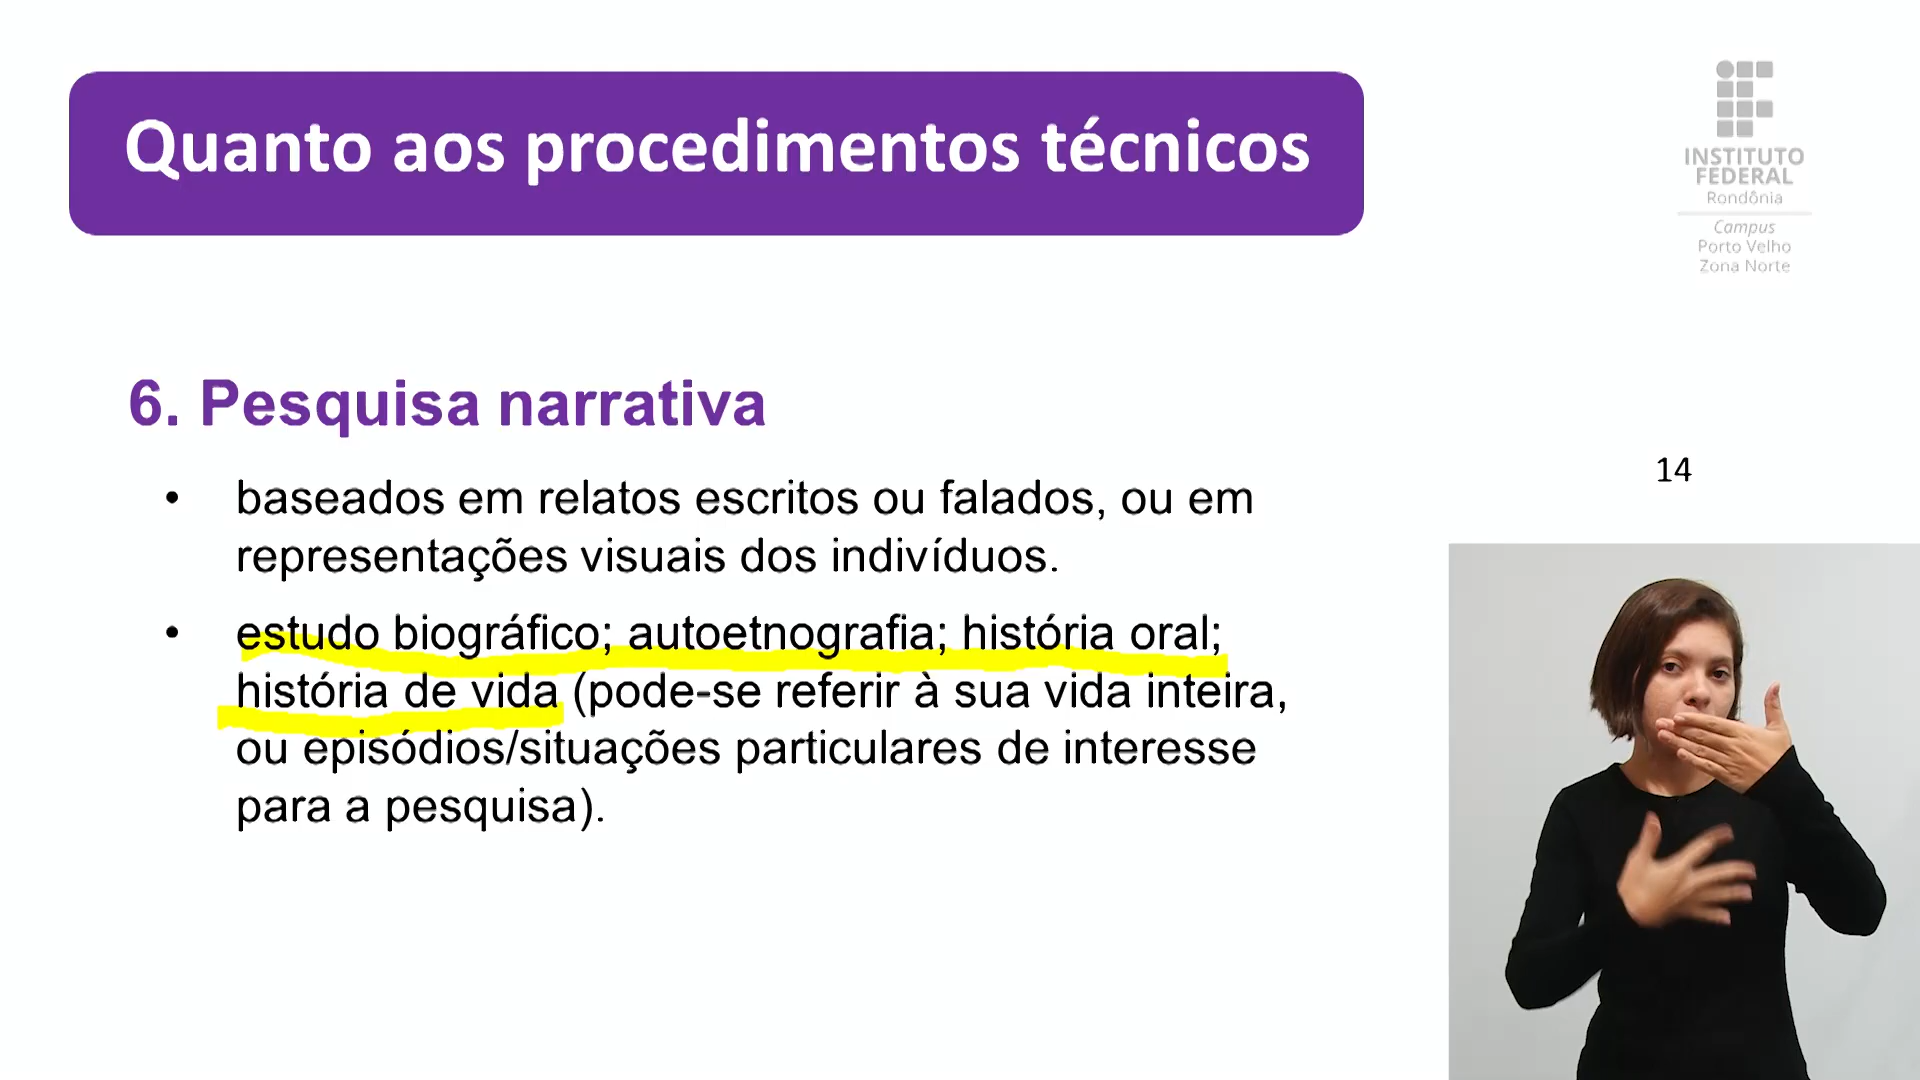 Quanto aos procedimentos técnicos
INSTITUTO
FEDERAL
Rondônia
Campus
Porto Velho
Zona Norte
6. Pesquisa narrativa
14
• baseados em relatos escritos ou falados, ou em
representações visuais dos indivíduos.
• estudo biográfico; autoetnografia; história oral;
história de vida (pode-se referir à sua vida inteira,
ou episódios/situações particulares de interesse
para a pesquisa).